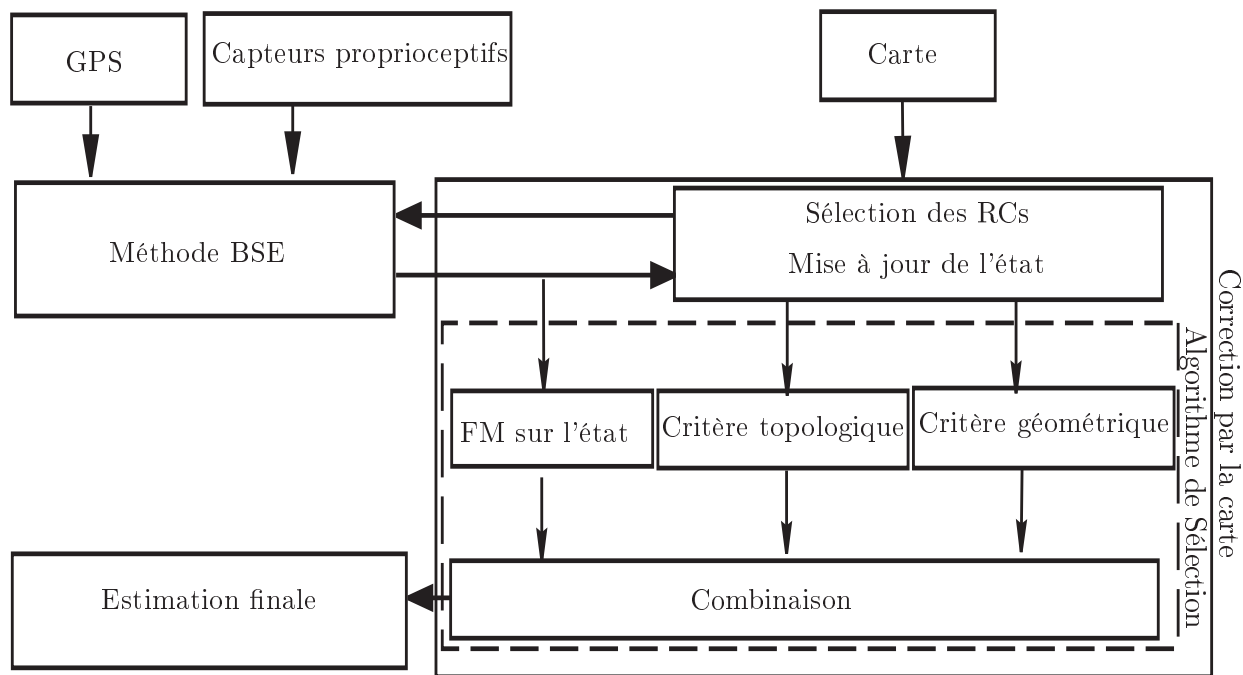 GPS
Capteurs proprioceptifs
Carte
Méthode BSE
Sélection des RCs
Mise à jour de l'état
FM sur l'état
Critère topologique
Critère géométrique
Combinaison
Estimation finale
Algorithme de Sélection
Correction par la carte